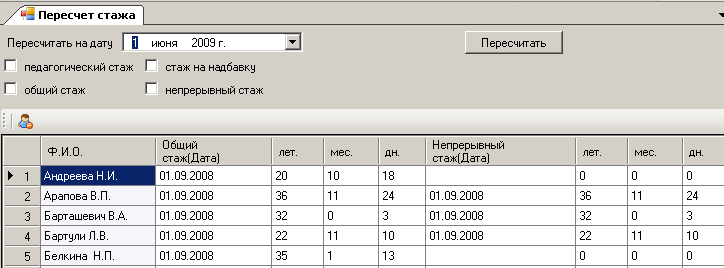 Пересчет стажа
Пересчитать на дату 1 июня 2009 г. Пересчитать
педагогический стаж стаж на надбавку
общий стаж непрерывный стаж
Ф.И.О. Общий стаж(Дата) лет. мес. дн. Непрерывный стаж(Дата) лет. мес. дн.
1 Андреева Н.И. 01.09.2008 20 10 18 0 0 0
2 Арапова В.П. 01.09.2008 36 11 24 01.09.2008 36 11 24
3 Барташевич В.А. 01.09.2008 32 0 3 01.09.2008 32 0 3
4 Бартули Л.В. 01.09.2008 22 11 10 01.09.2008 22 11 10
5 Белкина Н.П. 01.09.2008 35 1 13 0 0 0